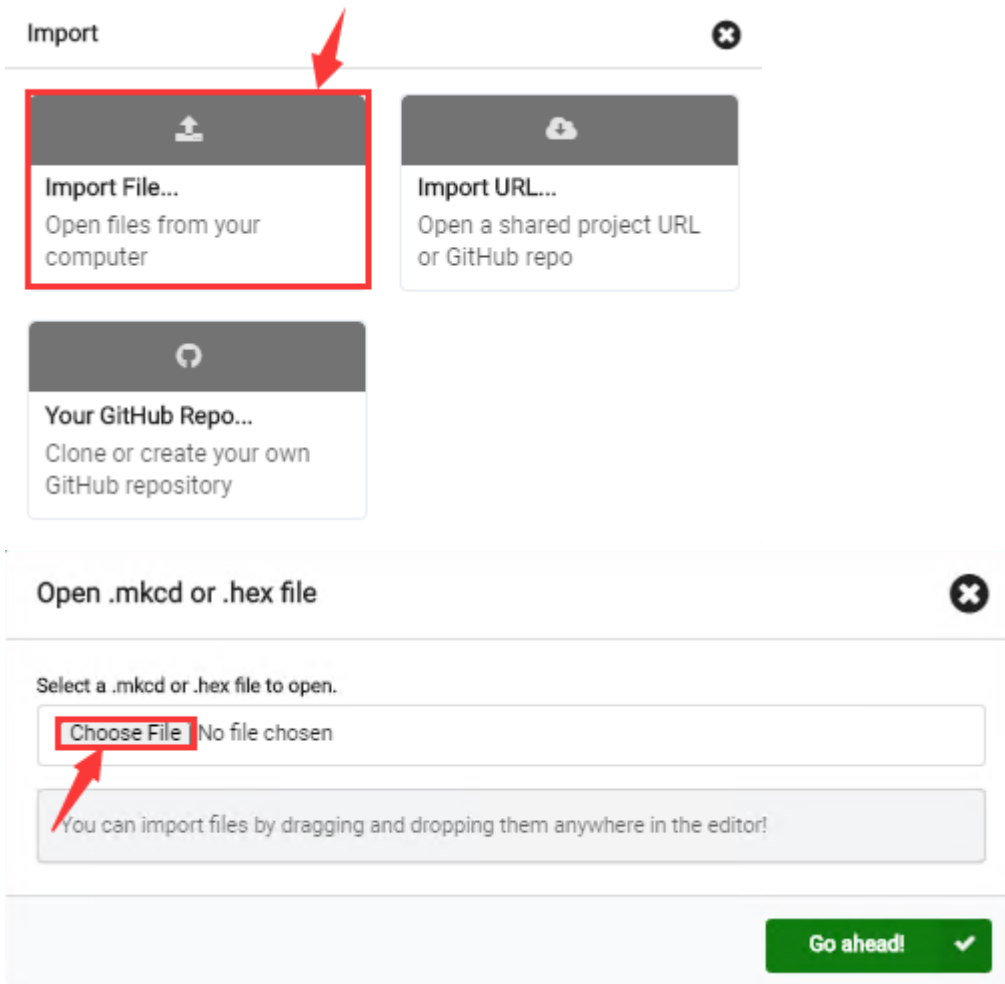 Import
Import File...
Open files from your
computer
Import URL...
Open a shared project URL
or GitHub repo
Your GitHub Repo...
Clone or create your own
GitHub repository
Open .mkcd or .hex file
Select a .mkcd or .hex file to open.
Choose File No file chosen
You can import files by dragging and dropping them anywhere in the editor!
Go ahead!